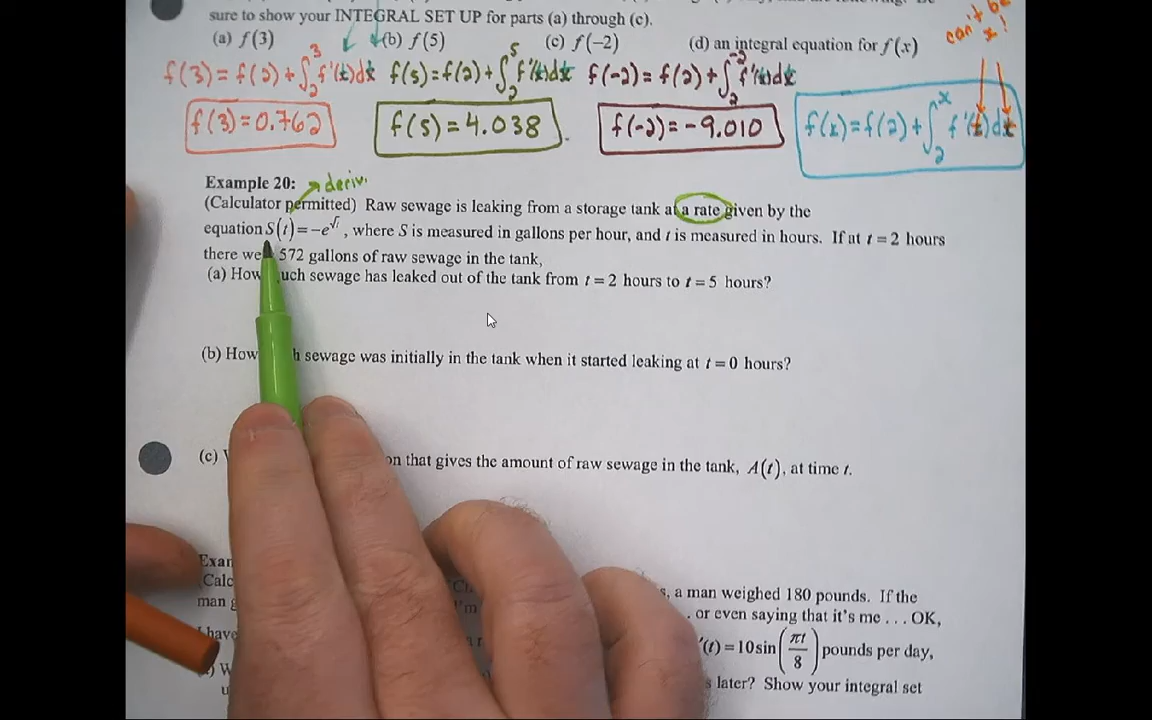 sure to show your INTEGRAL SET UP for parts (a) through (c).
(a) f(3) (b) f(5) (c) f(−2) (d) an integral equation for f(x)
can't be x!
f(3) = f(2) + ∫₂³ f'(t)dt f(5) = f(2) + ∫₂⁵ f'(t)dt f(-2) = f(2) + ∫₂⁻² f'(t)dt
f(3) = 0.762 f(5) = 4.038 f(-2) = -9.010 f(x) = f(2) + ∫₂ˣ f'(t)dt
Example 20: deriv.
(Calculator permitted) Raw sewage is leaking from a storage tank at a rate given by the
equation S(t) = −e^√t, where S is measured in gallons per hour, and t is measured in hours. If at t = 2 hours
there 572 gallons of raw sewage in the tank,
(a) How sewage has leaked out of the tank from t = 2 hours to t = 5 hours?
(b) How sewage was initially in the tank when it started leaking at t = 0 hours?
(c) that gives the amount of raw sewage in the tank, A(t), at time t.
a man weighed 180 pounds. If the
man
. or even saying that it's me . . . OK,
have
'(t) = 10 sin(πt/8) pounds per day,
later? Show your integral set